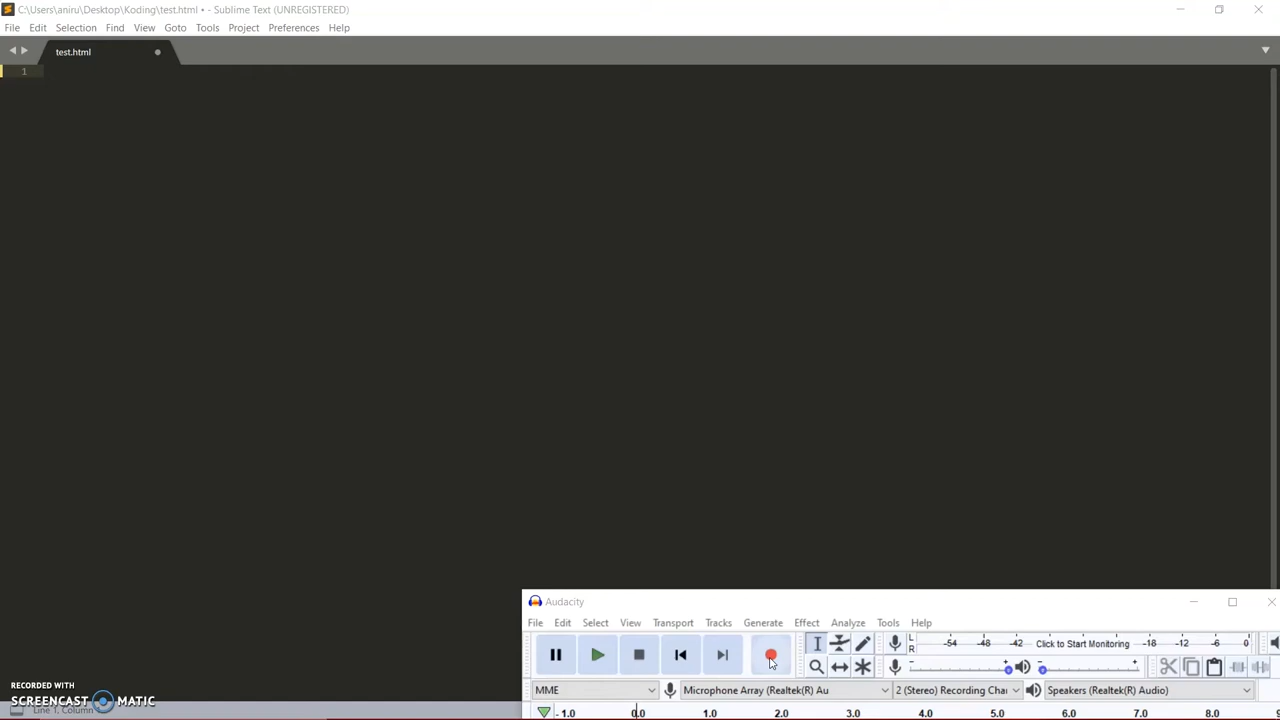 C:\Users\aniru\Desktop\Koding\test.html • - Sublime Text (UNREGISTERED)
File Edit Selection Find View Goto Tools Project Preferences Help
test.html
1
Audacity
File Edit Select View Transport Tracks Generate Effect Analyze Tools Help
L
R
-54 -48 -42 Click to Start Monitoring -18 -12 -6 0
MME Microphone Array (Realtek(R) Au 2 (Stereo) Recording Chai Speakers (Realtek(R) Audio)
-1.0 0.0 1.0 2.0 3.0 4.0 5.0 6.0 7.0 8.0
RECORDED WITH
SCREENCAST MATIC
Line 1, Column